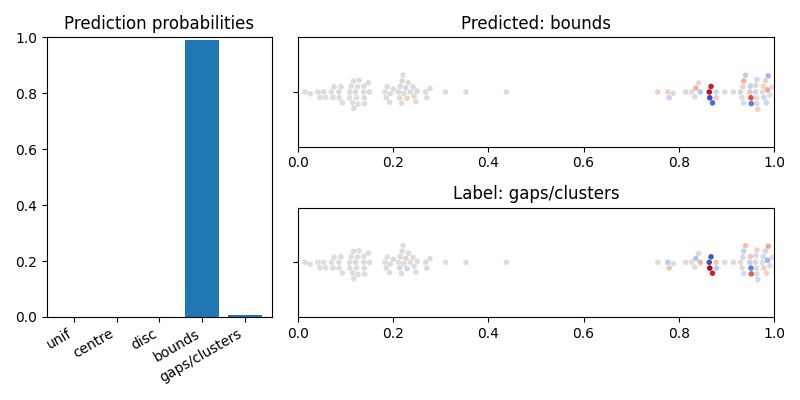 Prediction probabilities
1.0
0.8
0.6
0.4
0.2
0.0
unif
centre
disc
bounds
gaps/clusters
Predicted: bounds
0.0 0.2 0.4 0.6 0.8 1.0
Label: gaps/clusters
0.0 0.2 0.4 0.6 0.8 1.0